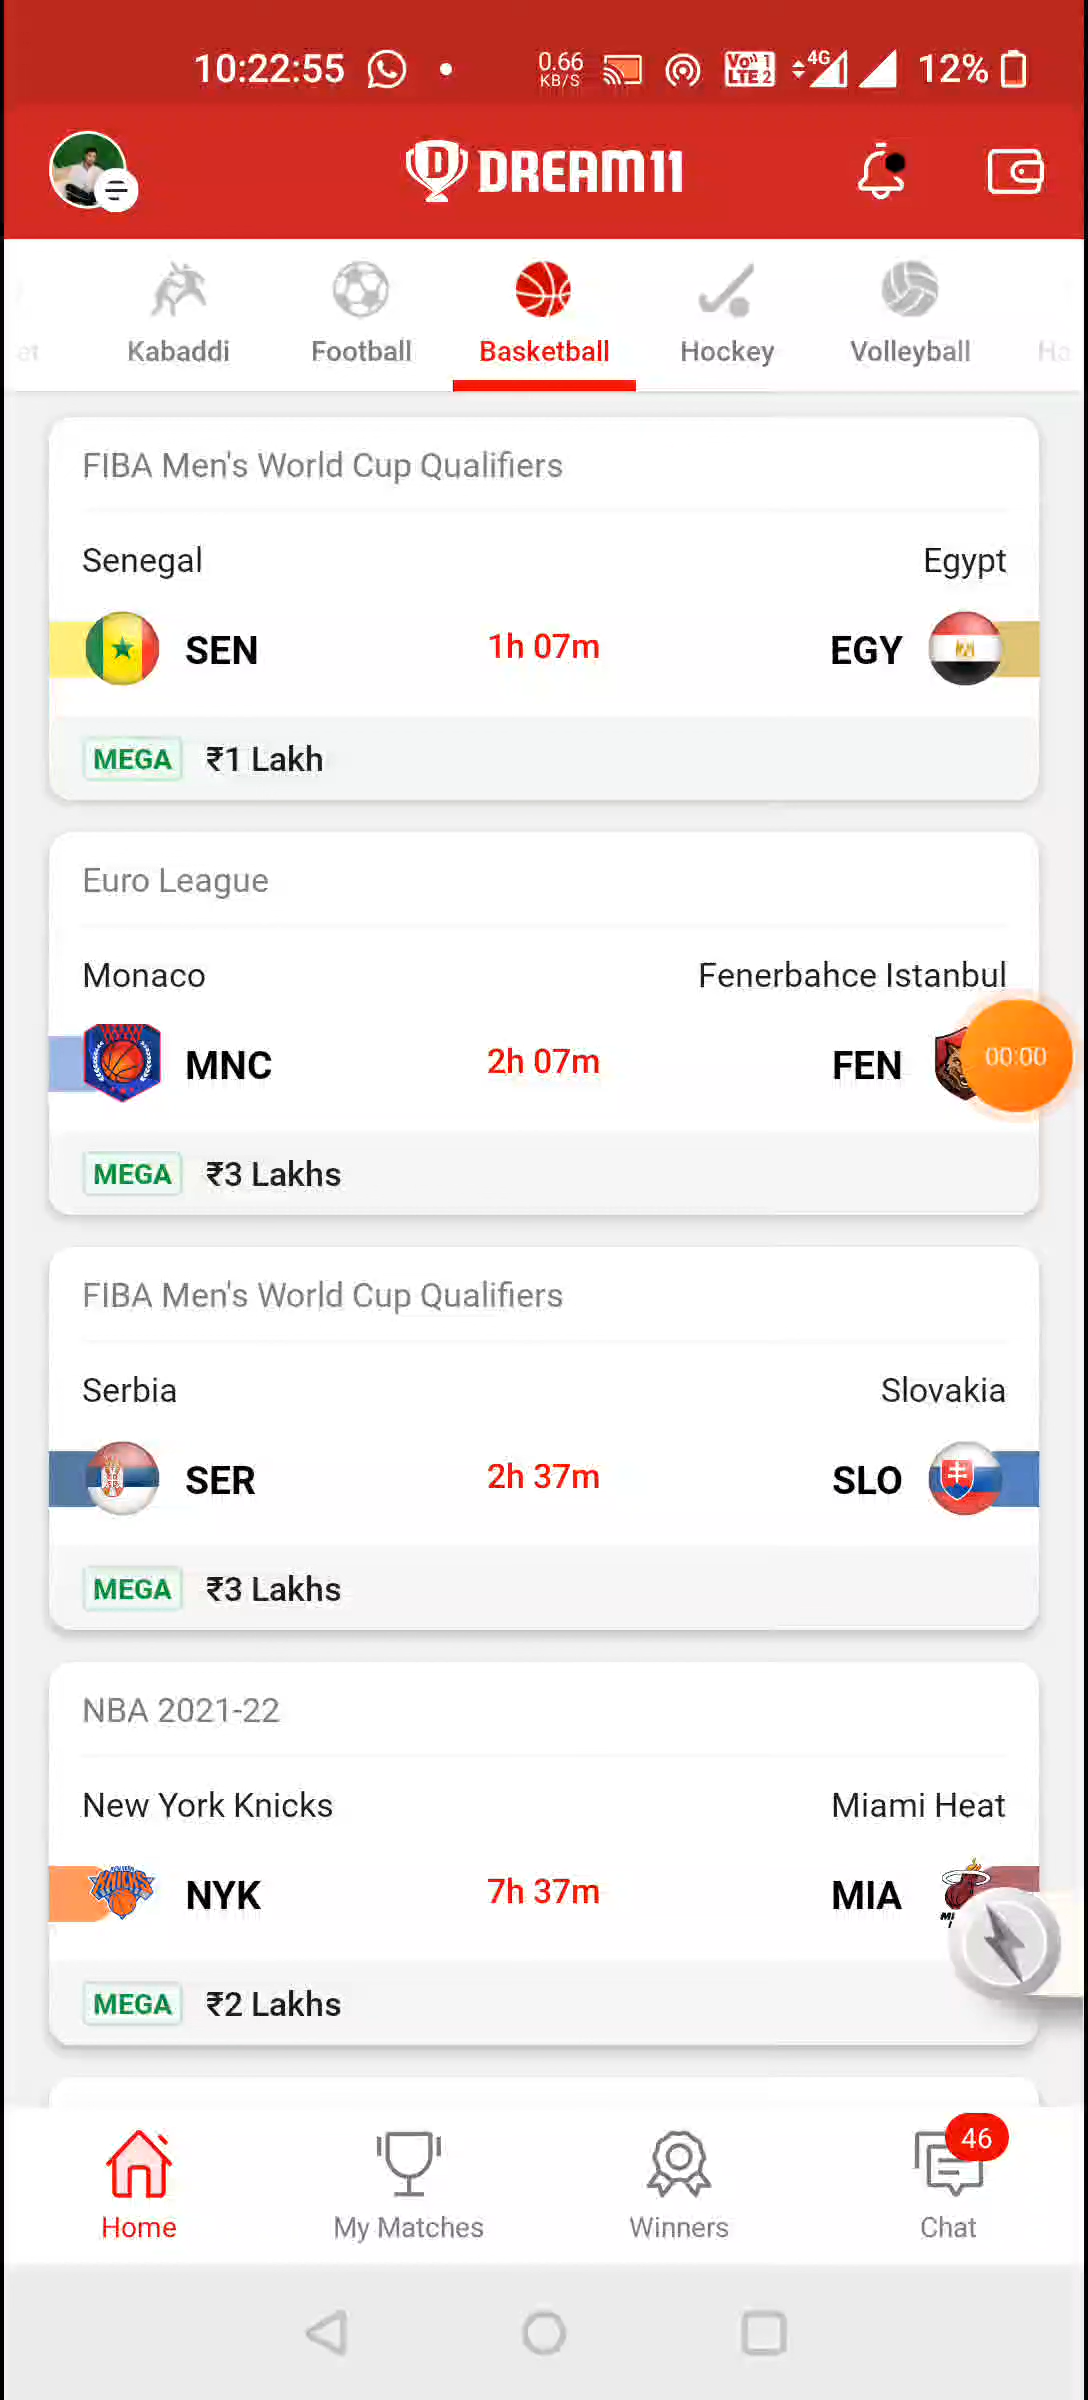 10:22:55 0.66 KB/S Vo 1 LTE 2 4G 12%
DREAM11
Kabaddi Football Basketball Hockey Volleyball
FIBA Men's World Cup Qualifiers
Senegal Egypt
SEN 1h 07m EGY
MEGA ₹1 Lakh
Euro League
Monaco Fenerbahce Istanbul
MNC 2h 07m FEN
00:00
MEGA ₹3 Lakhs
FIBA Men's World Cup Qualifiers
Serbia Slovakia
SER 2h 37m SLO
MEGA ₹3 Lakhs
NBA 2021-22
New York Knicks Miami Heat
NYK 7h 37m MIA
MEGA ₹2 Lakhs
46
Home My Matches Winners Chat